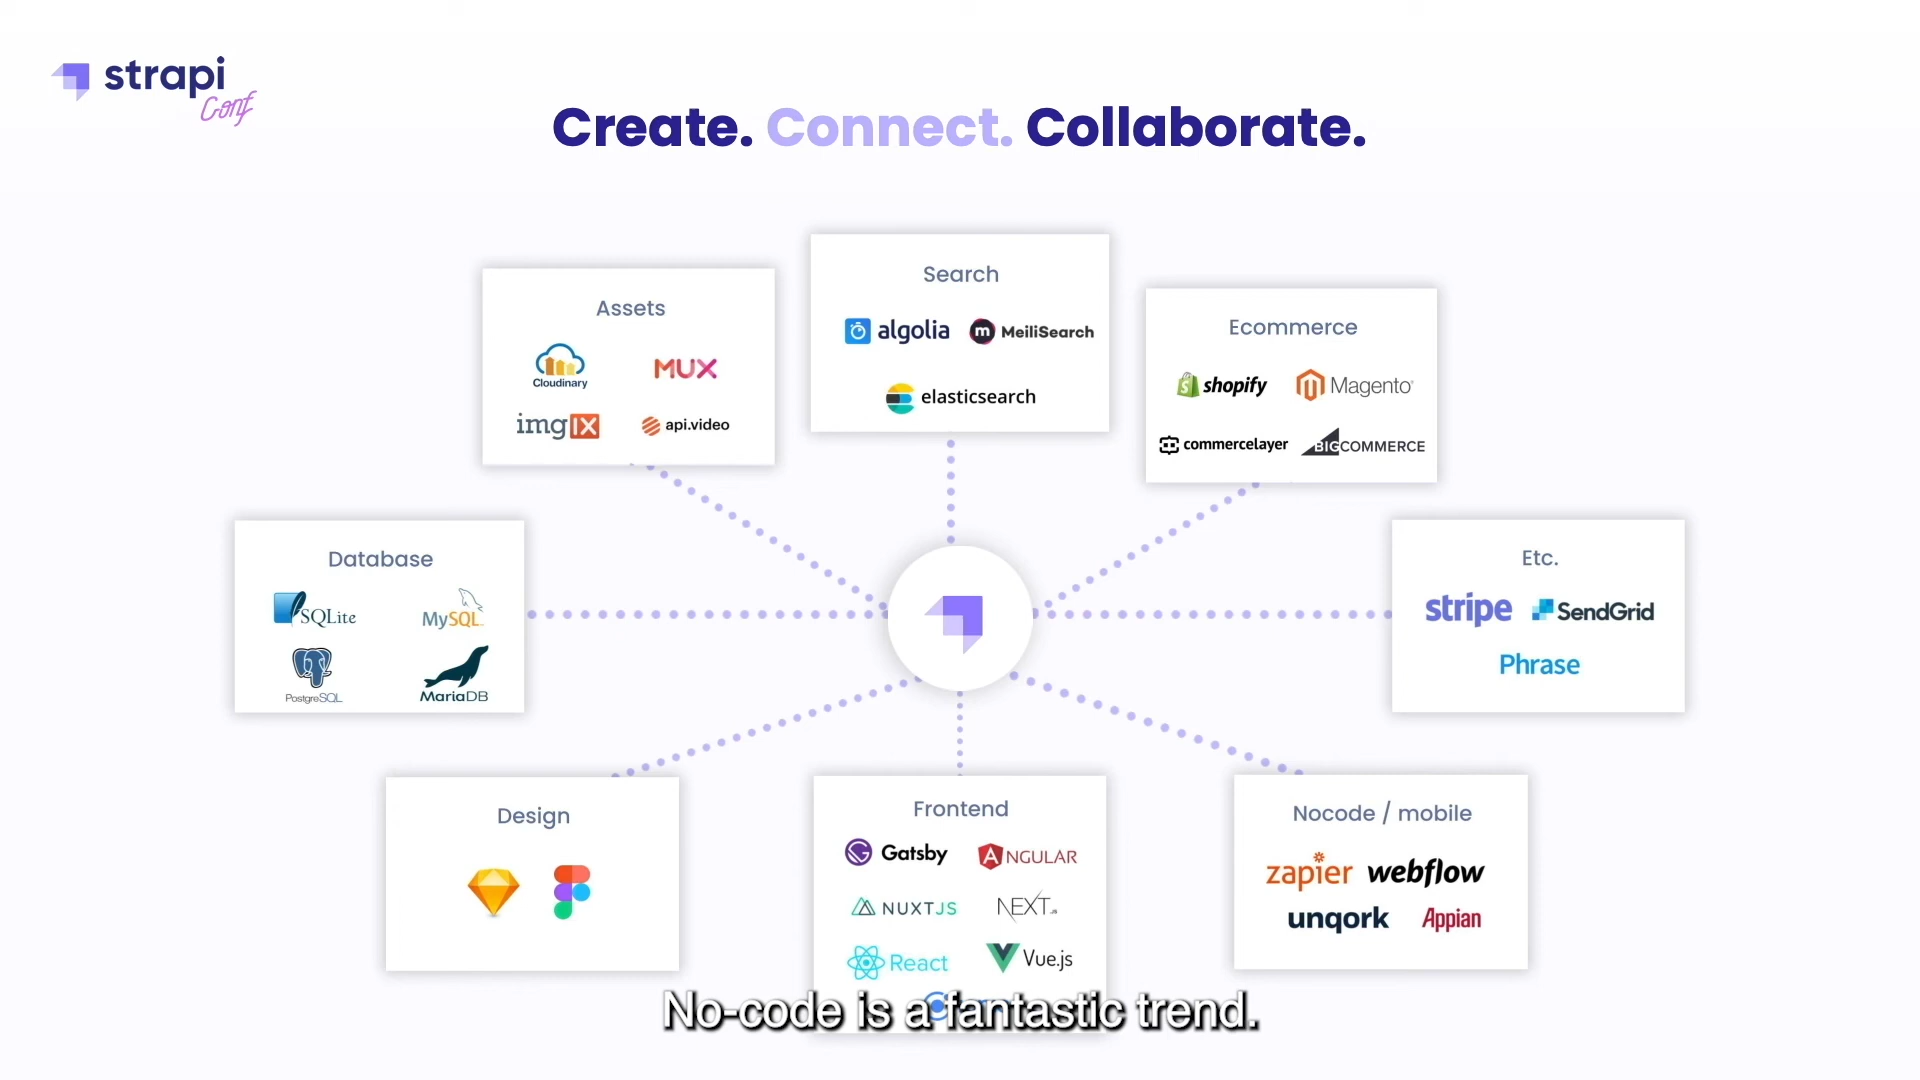 strapi
Conf
Create. Connect. Collaborate.
Assets
Cloudinary
MUX
imgIX
api.video
Search
algolia
MeiliSearch
elasticsearch
Ecommerce
shopify
Magento
commercelayer
BIGCOMMERCE
Database
SQLite
MySQL
PostgreSQL
MariaDB
Etc.
stripe
SendGrid
Phrase
Design
Frontend
Gatsby
ANGULAR
NUXTJS
NEXT.JS
React
Vue.js
Nocode / mobile
zapier
webflow
unqork
Appian
No-code is a fantastic trend.